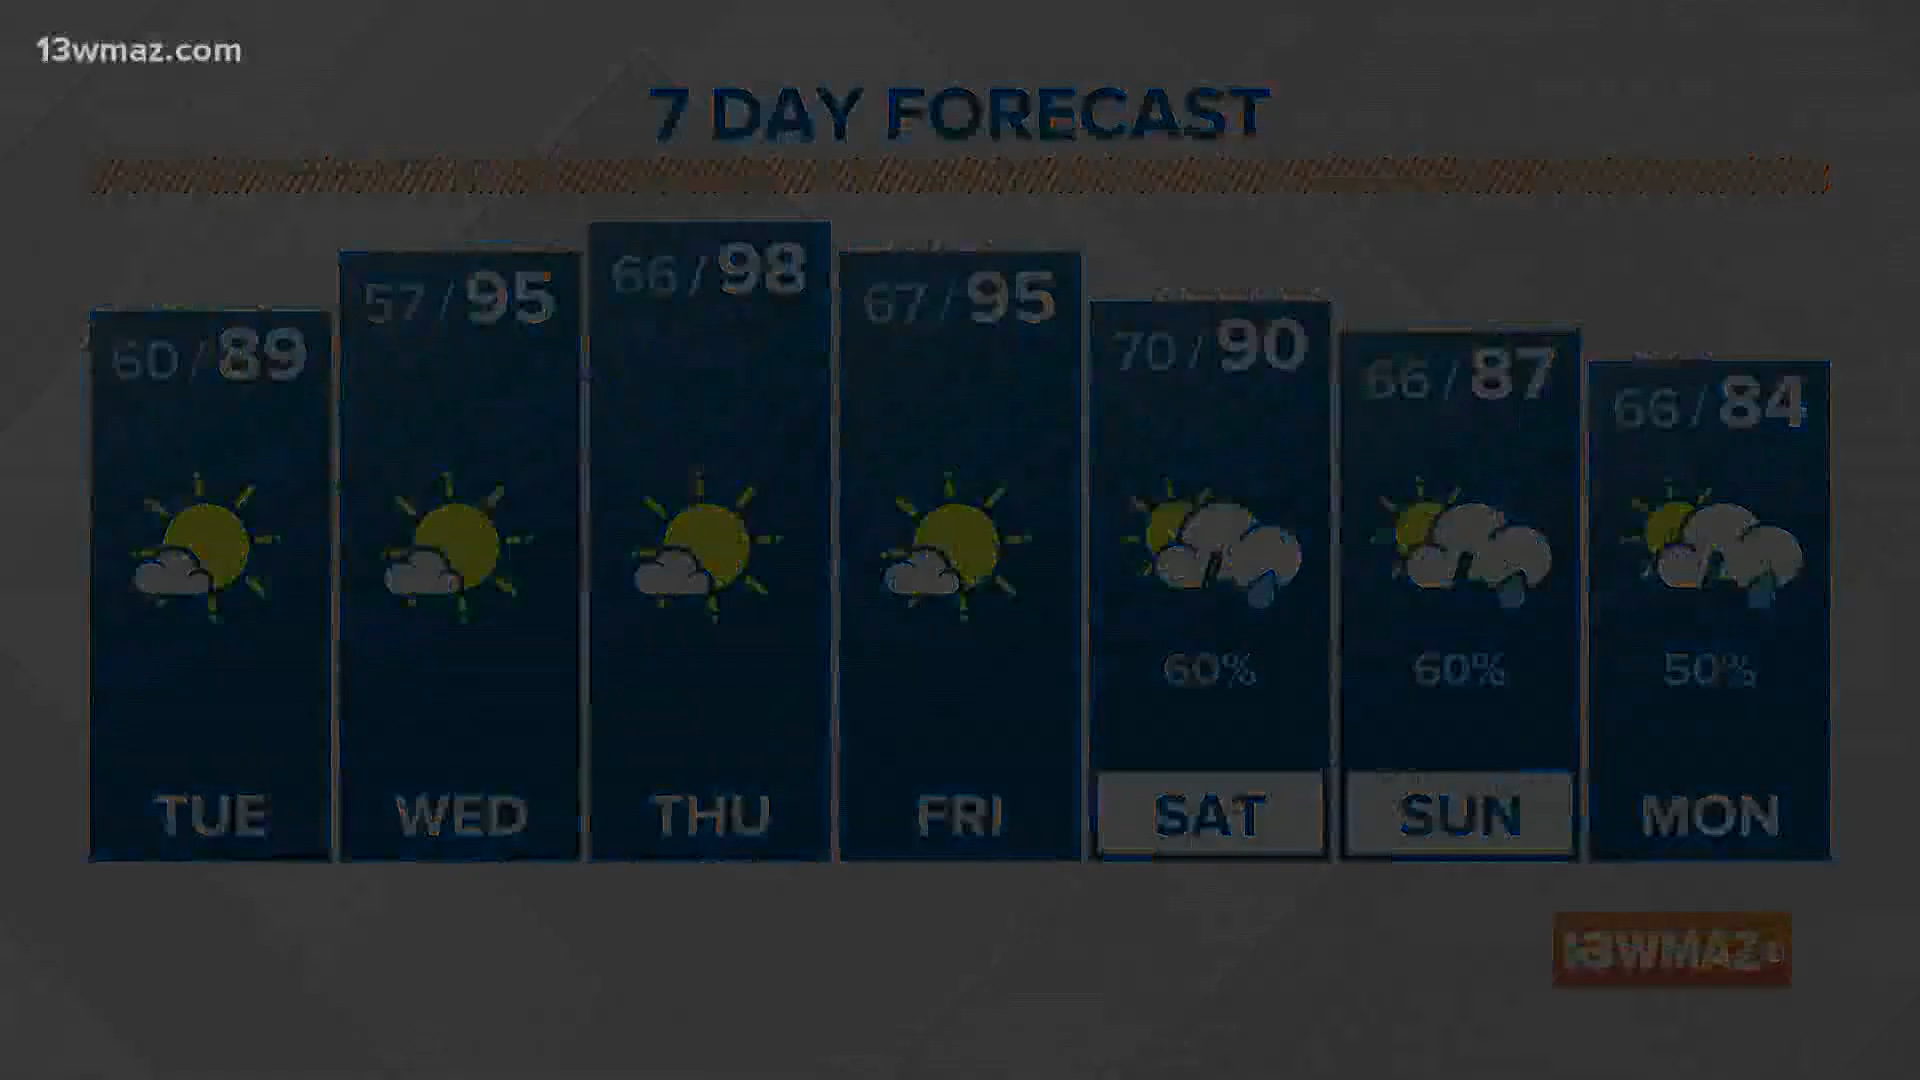 13wmaz.com
7 DAY FORECAST
60/89
57/95
66/98
67/95
70/90
66/87
66/84
60%
60%
50%
TUE
WED
THU
FRI
SAT
SUN
MON
13WMAZ